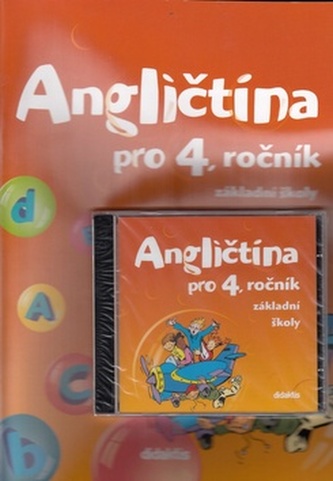 Angličtina
pro 4. ročník
základní školy
d
A
b
Angličtina
pro 4. ročník
základní
školy
didaktis
didaktis